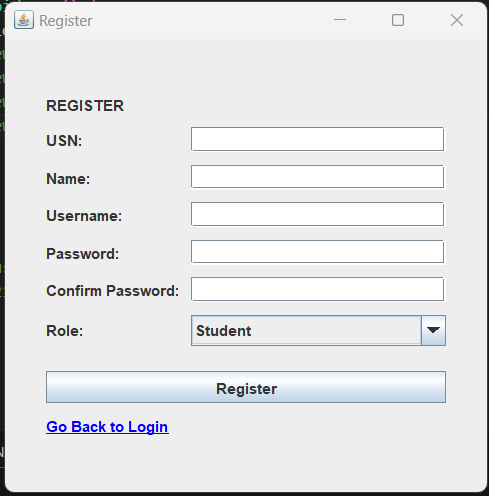 Register
REGISTER
USN:
Name:
Username:
Password:
Confirm Password:
Role: Student
Register
Go Back to Login